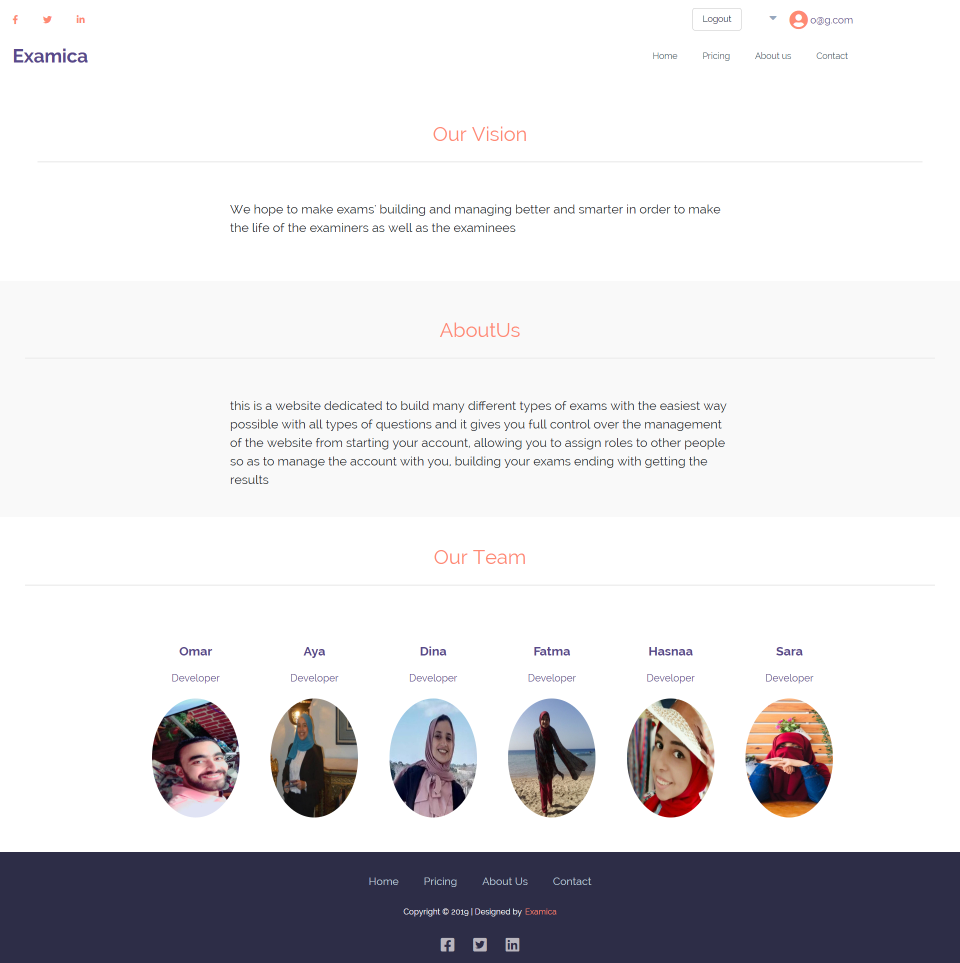 Logout
o@g.com
Examica
Home
Pricing
About us
Contact
Our Vision
We hope to make exams' building and managing better and smarter in order to make
the life of the examiners as well as the examinees
AboutUs
this is a website dedicated to build many different types of exams with the easiest way
possible with all types of questions and it gives you full control over the management
of the website from starting your account, allowing you to assign roles to other people
so as to manage the account with you, building your exams ending with getting the
results
Our Team
Omar
Aya
Dina
Fatma
Hasnaa
Sara
Developer
Developer
Developer
Developer
Developer
Developer
Home
Pricing
About Us
Contact
Copyright © 2019 | Designed by Examica